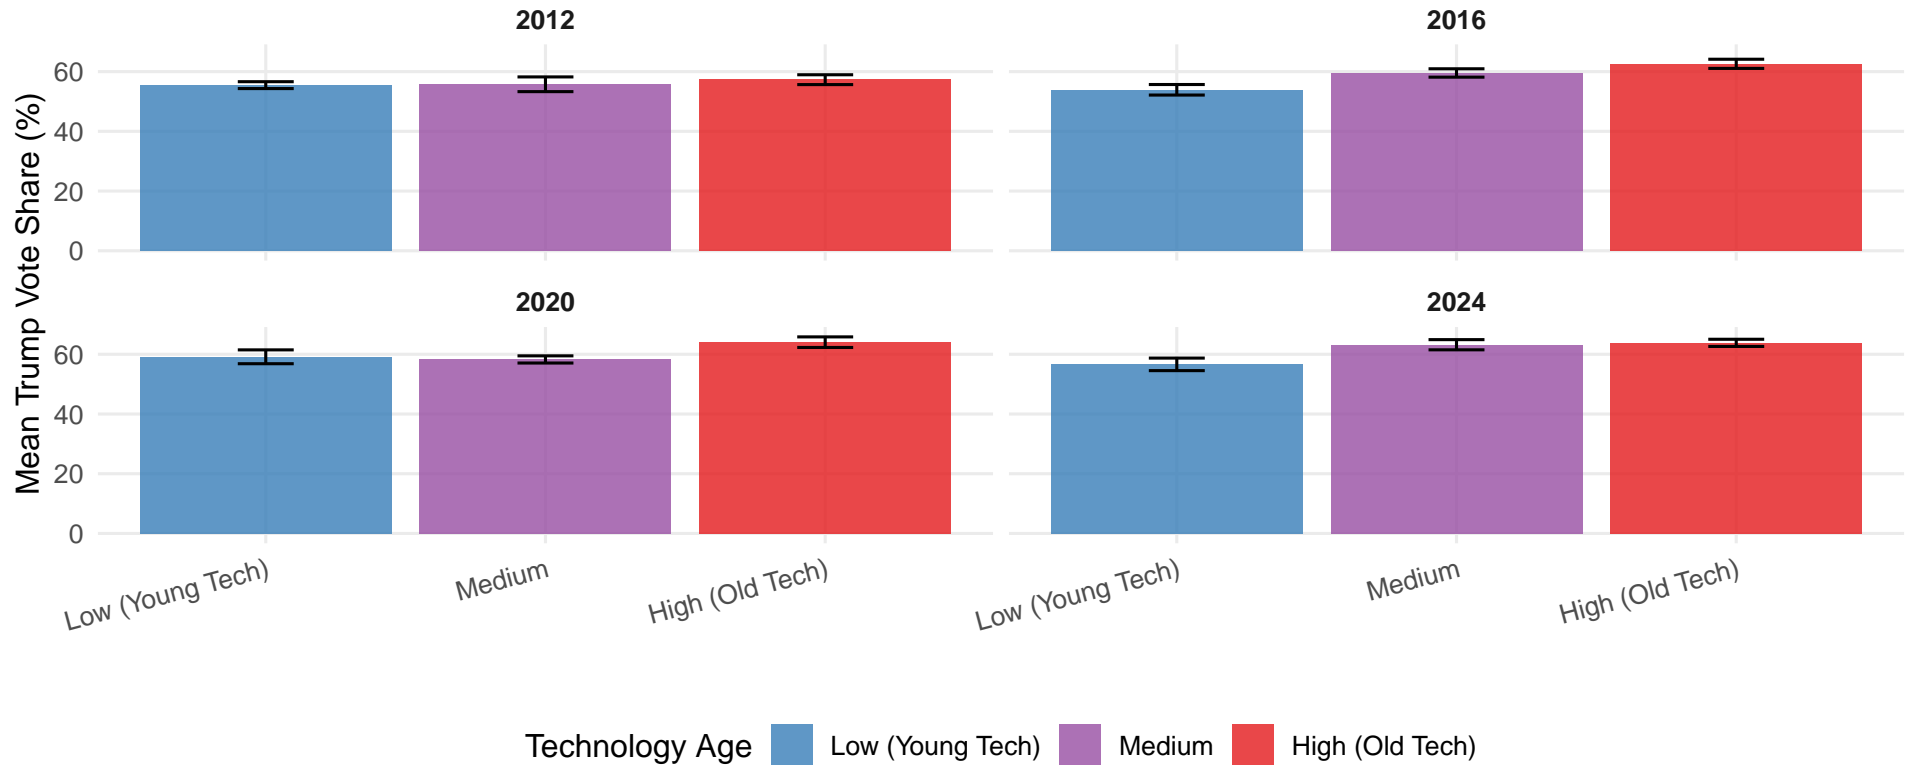 2012
2016
Mean Trump Vote Share (%)
60
40
20
0
2020
2024
60
40
20
0
Low (Young Tech)
Medium
High (Old Tech)
Low (Young Tech)
Medium
High (Old Tech)
Technology Age
Low (Young Tech)
Medium
High (Old Tech)